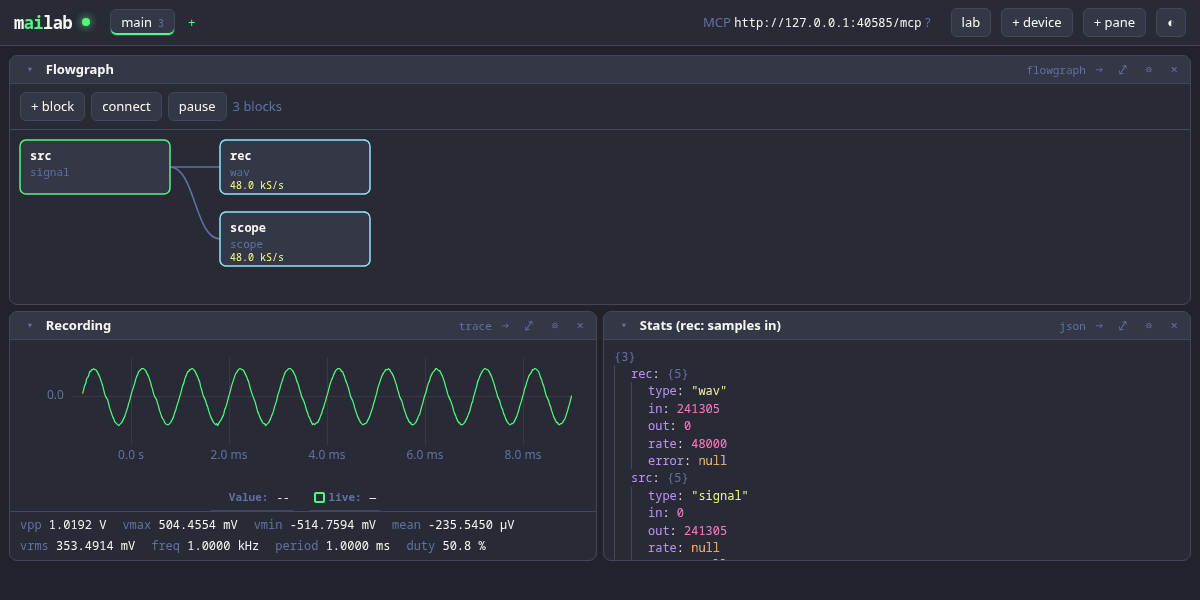 mailab
main 3 +
MCP http://127.0.0.1:40585/mcp ?
lab
+ device
+ pane
Flowgraph
flowgraph
+ block
connect
pause
3 blocks
src
signal
rec
wav
48.0 kS/s
scope
scope
48.0 kS/s
Recording
trace
0.0
0.0 s
2.0 ms
4.0 ms
6.0 ms
8.0 ms
Value: --
live: —
vpp 1.0192 V vmax 504.4554 mV vmin -514.7594 mV mean -235.5450 μV
vrms 353.4914 mV freq 1.0000 kHz period 1.0000 ms duty 50.8 %
Stats (rec: samples in)
json
{3}
rec: {5}
type: "wav"
in: 241305
out: 0
rate: 48000
error: null
src: {5}
type: "signal"
in: 0
out: 241305
rate: null